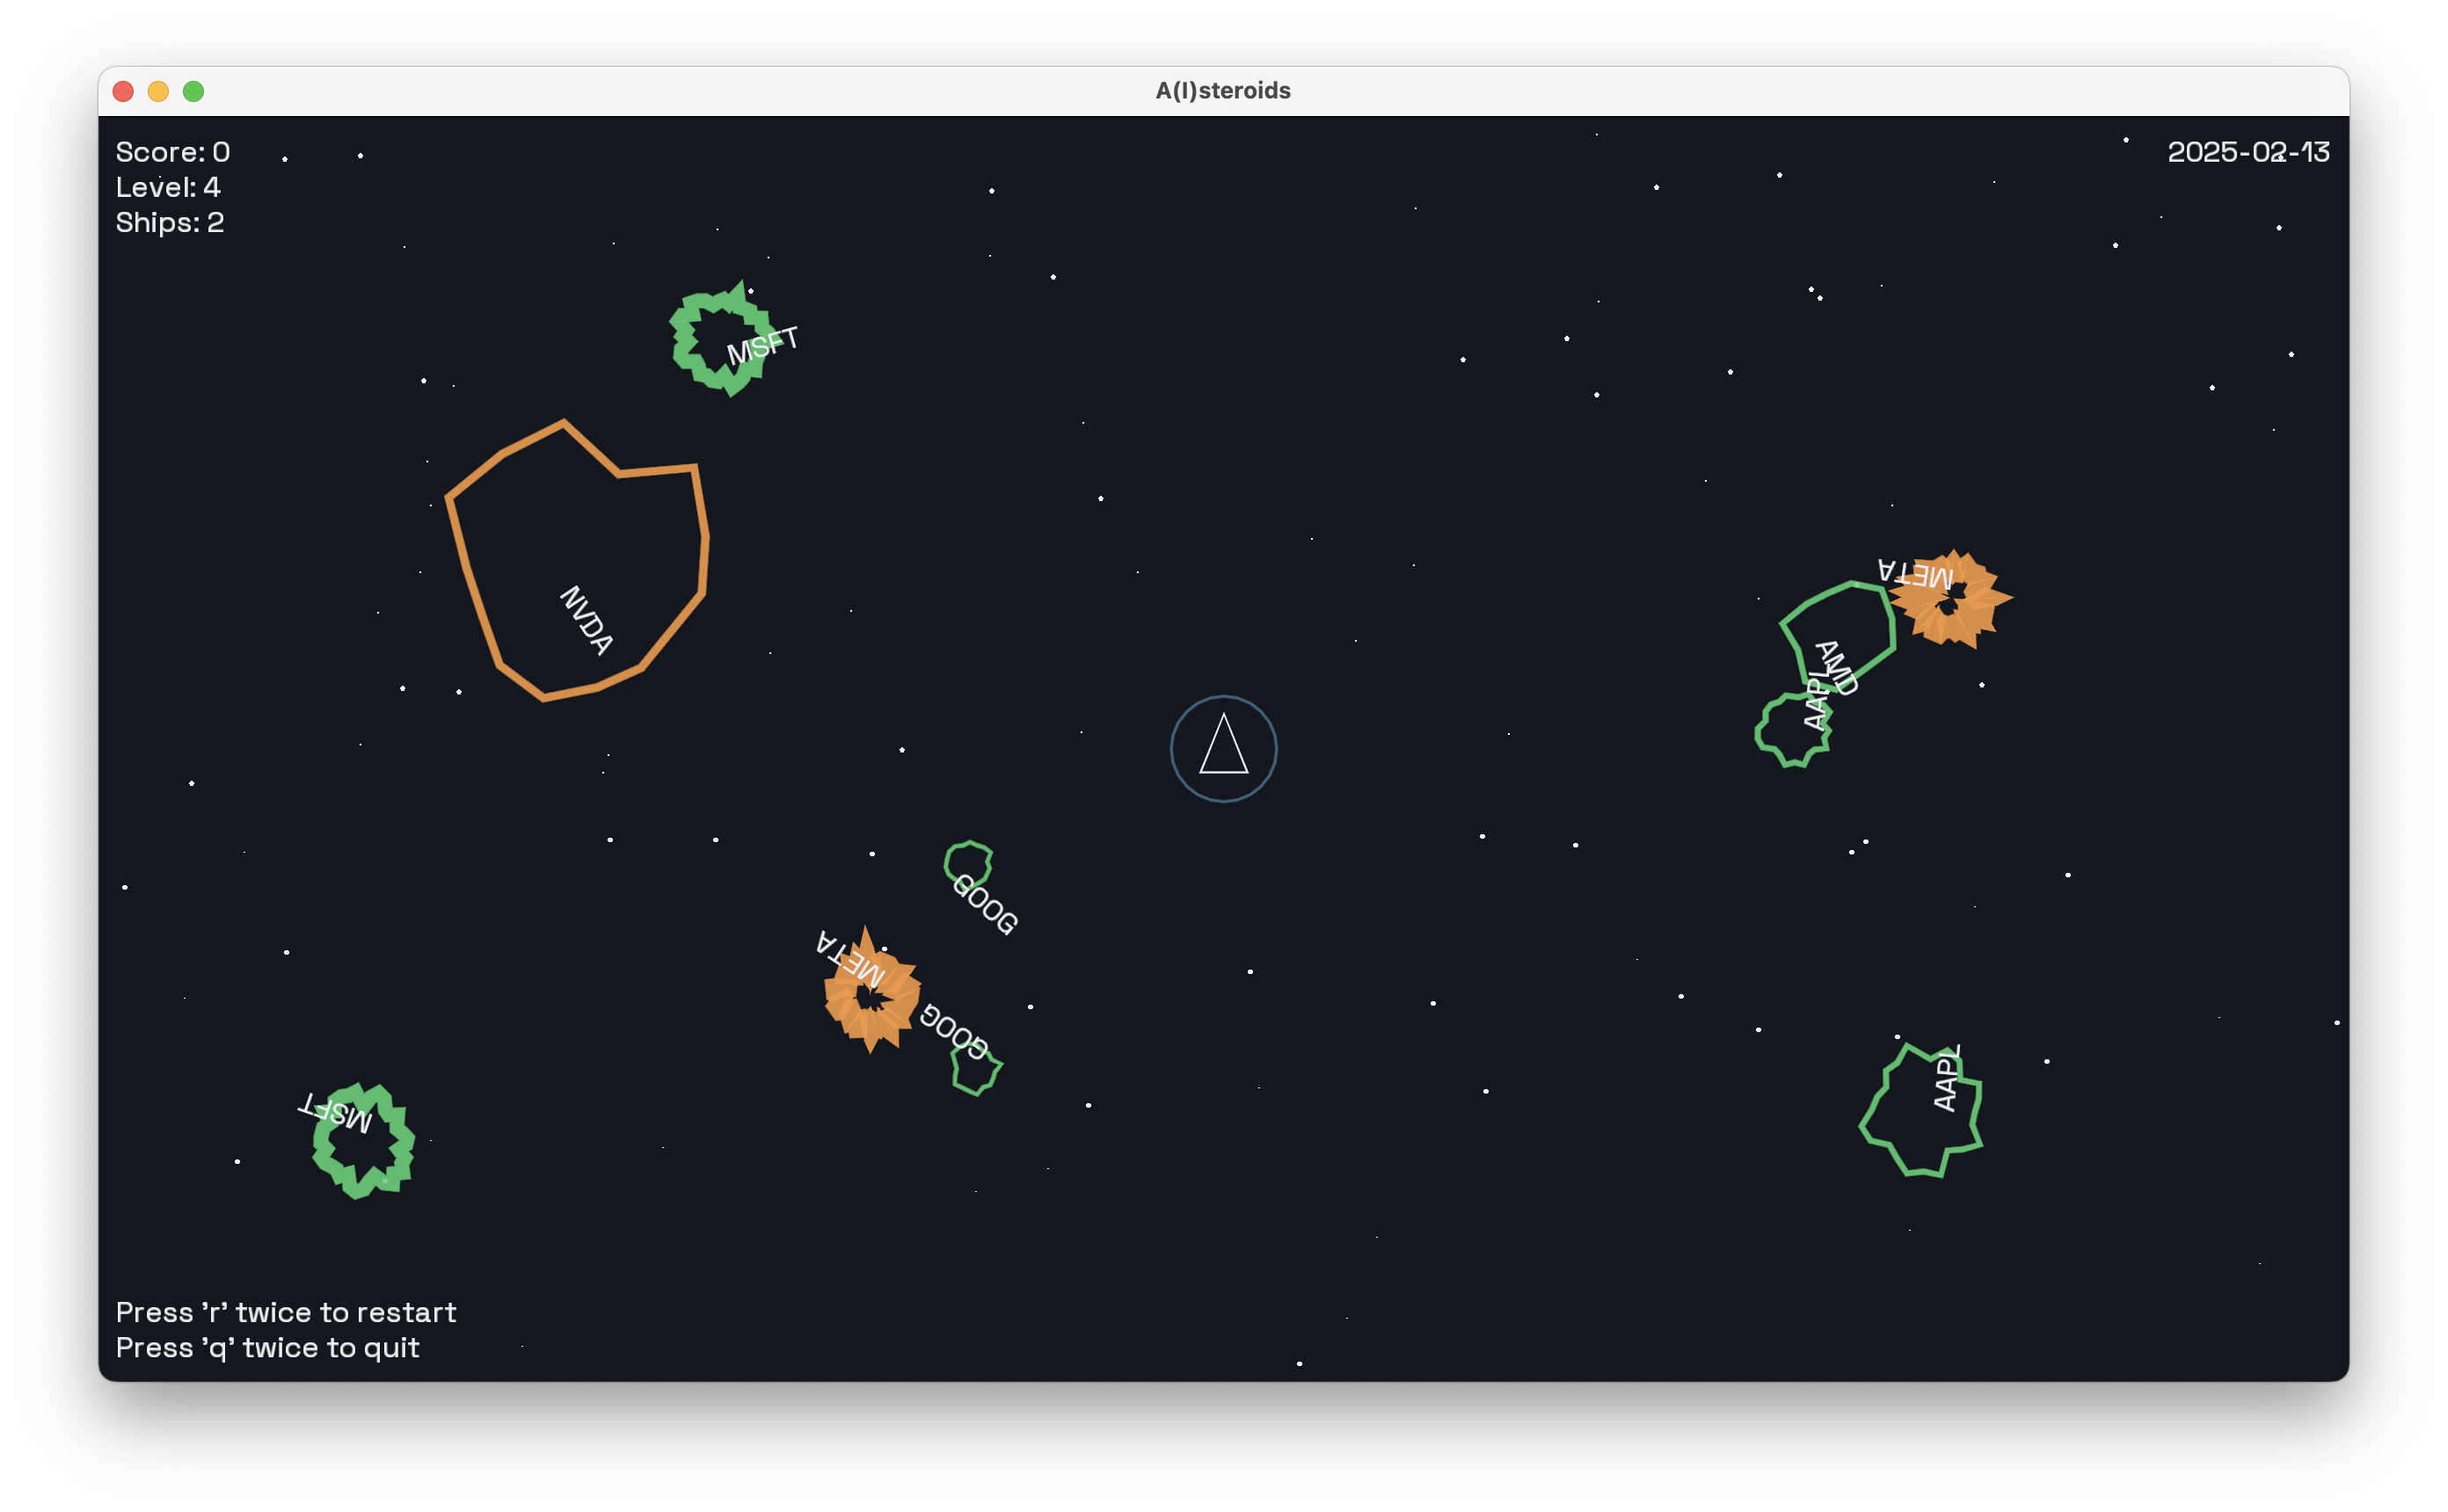 A(I)steroids
Score: 0
2025-02-13
Level: 4
Ships: 2
MSFT
META
NVDA
AMD
AAPL
GOOG
META
GOOG
AAPL
MSFT
Press 'r' twice to restart
Press 'q' twice to quit